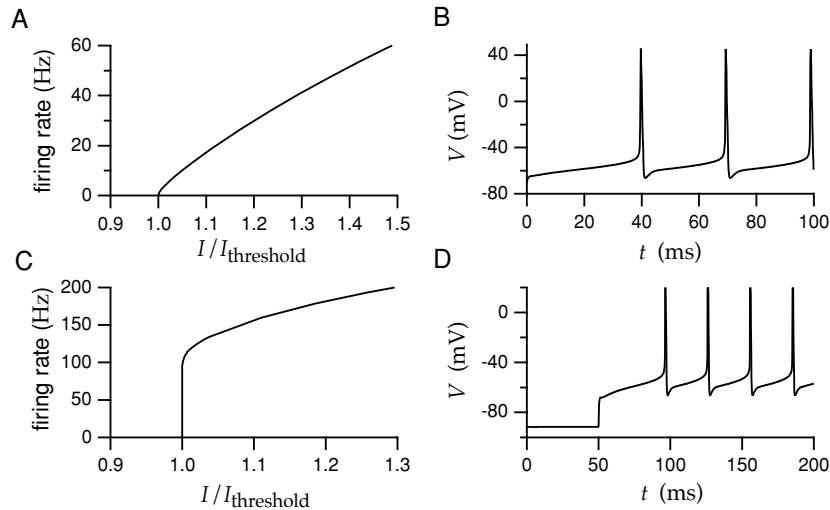 A
firing rate (Hz)
60
40
20
0
0.9 1.0 1.1 1.2 1.3 1.4 1.5
I/I threshold
B
V (mV)
40
0
-40
-80
0 20 40 60 80 100
t (ms)
C
firing rate (Hz)
200
150
100
50
0
0.9 1.0 1.1 1.2 1.3
I/I threshold
D
V (mV)
0
-40
-80
0 50 100 150 200
t (ms)